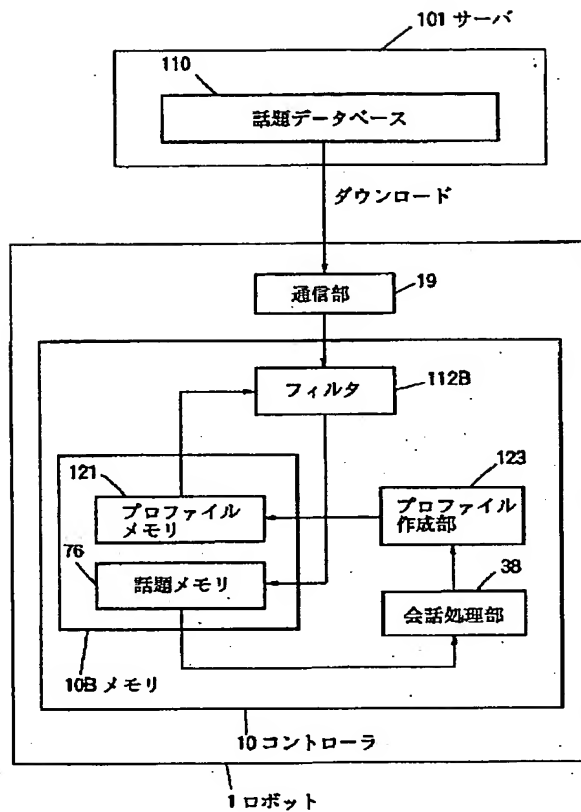 101 サーバ
110
話題データベース
ダウンロード
19
通信部
フィルタ
112B
121
プロファイル
メモリ
123
プロファイル
作成部
76
話題メモリ
38
会話処理部
10B メモリ
10 コントローラ
1 ロボット